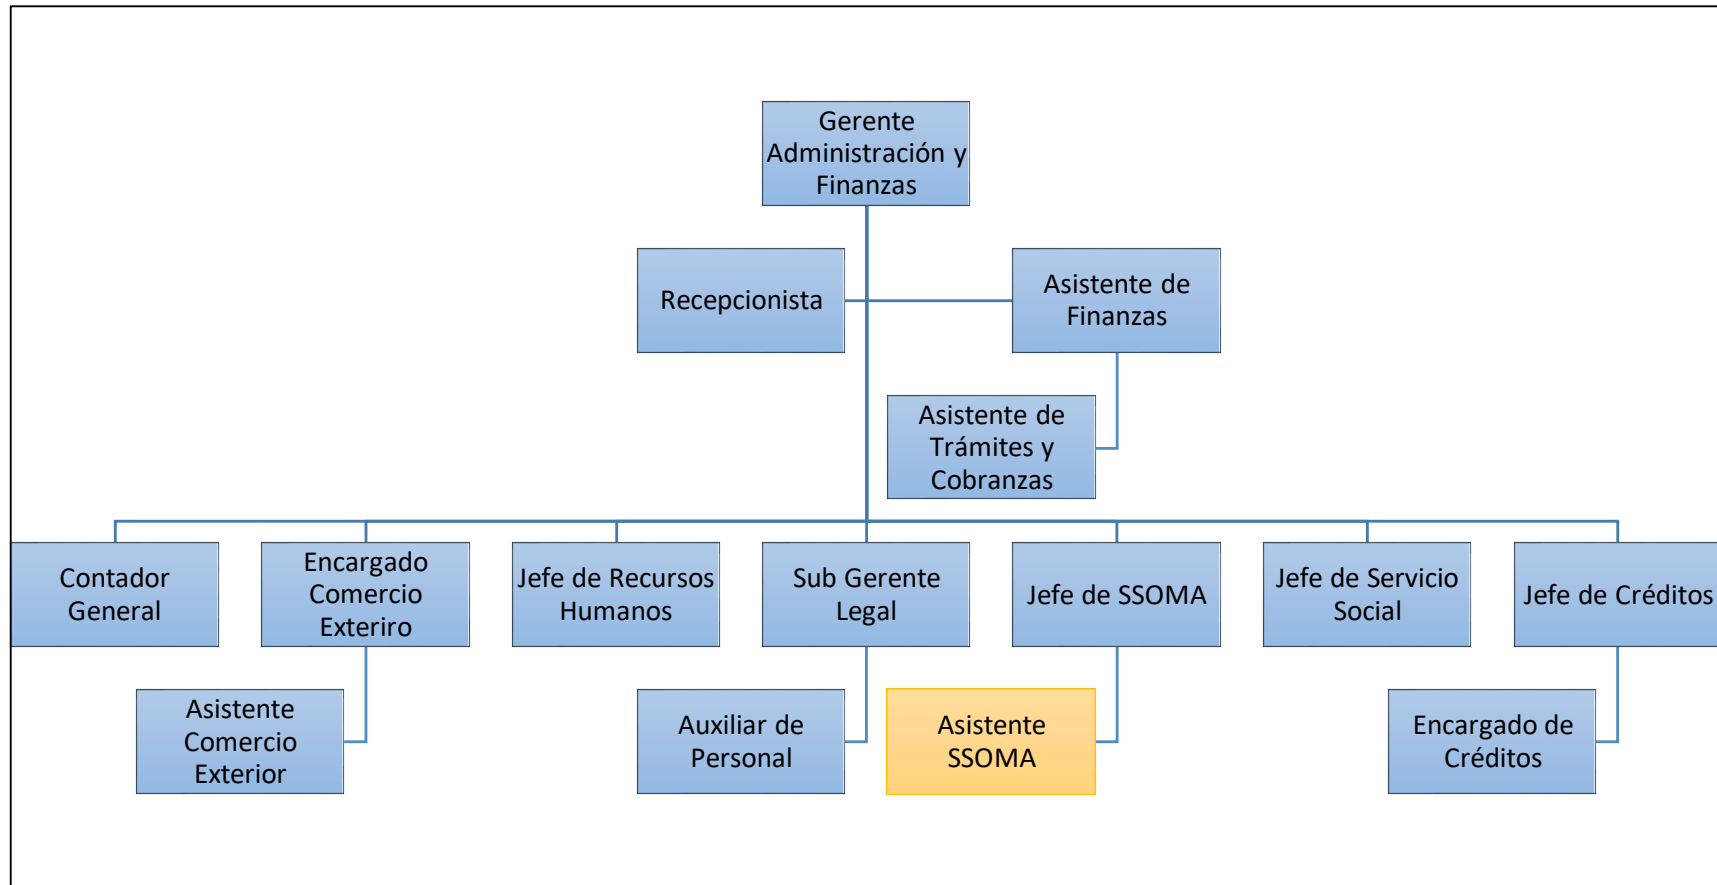 Gerente
Administración y
Finanzas
Recepcionista
Asistente de
Finanzas
Asistente de
Trámites y
Cobranzas
Contador
General
Encargado
Comercio
Exteriro
Jefe de Recursos
Humanos
Sub Gerente
Legal
Jefe de SSOMA
Jefe de Servicio
Social
Jefe de Créditos
Asistente
Comercio
Exterior
Auxiliar de
Personal
Asistente
SSOMA
Encargado de
Créditos